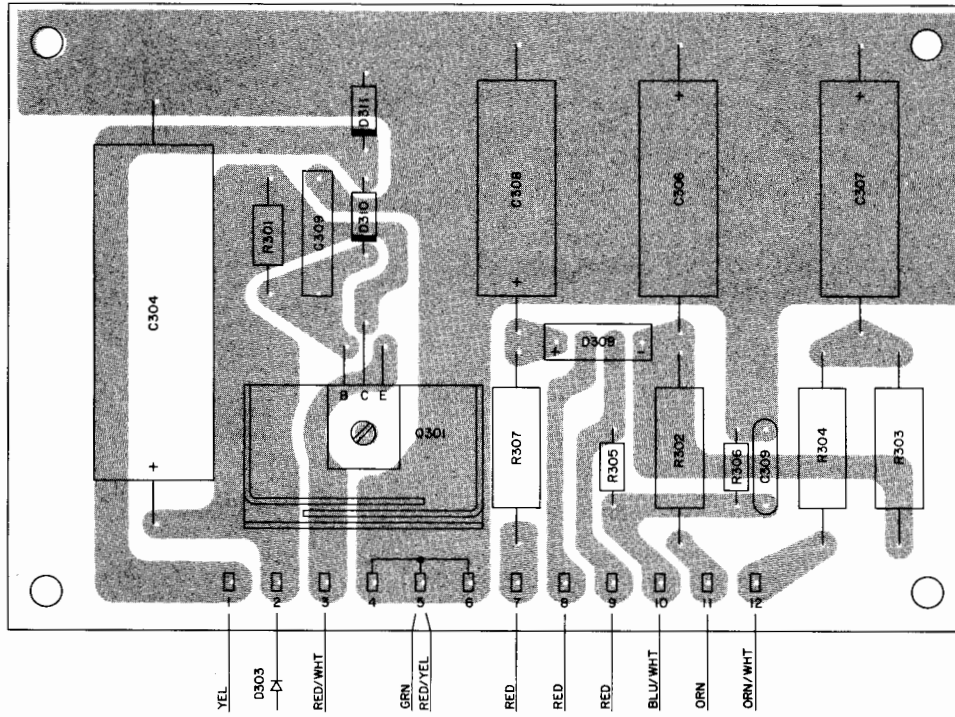 D311
D310
C309
R301
C304
+
C308
+
C306
+
C307
+
D309
+
-
B C E
Q301
R307
R305
R302
R306
C309
R304
R303
1 2 3 4 5 6 7 8 9 10 11 12
YEL
D303
RED/WHT
GRN
RED/YEL
RED
RED
RED
BLU/WHT
ORN
ORN/WHT